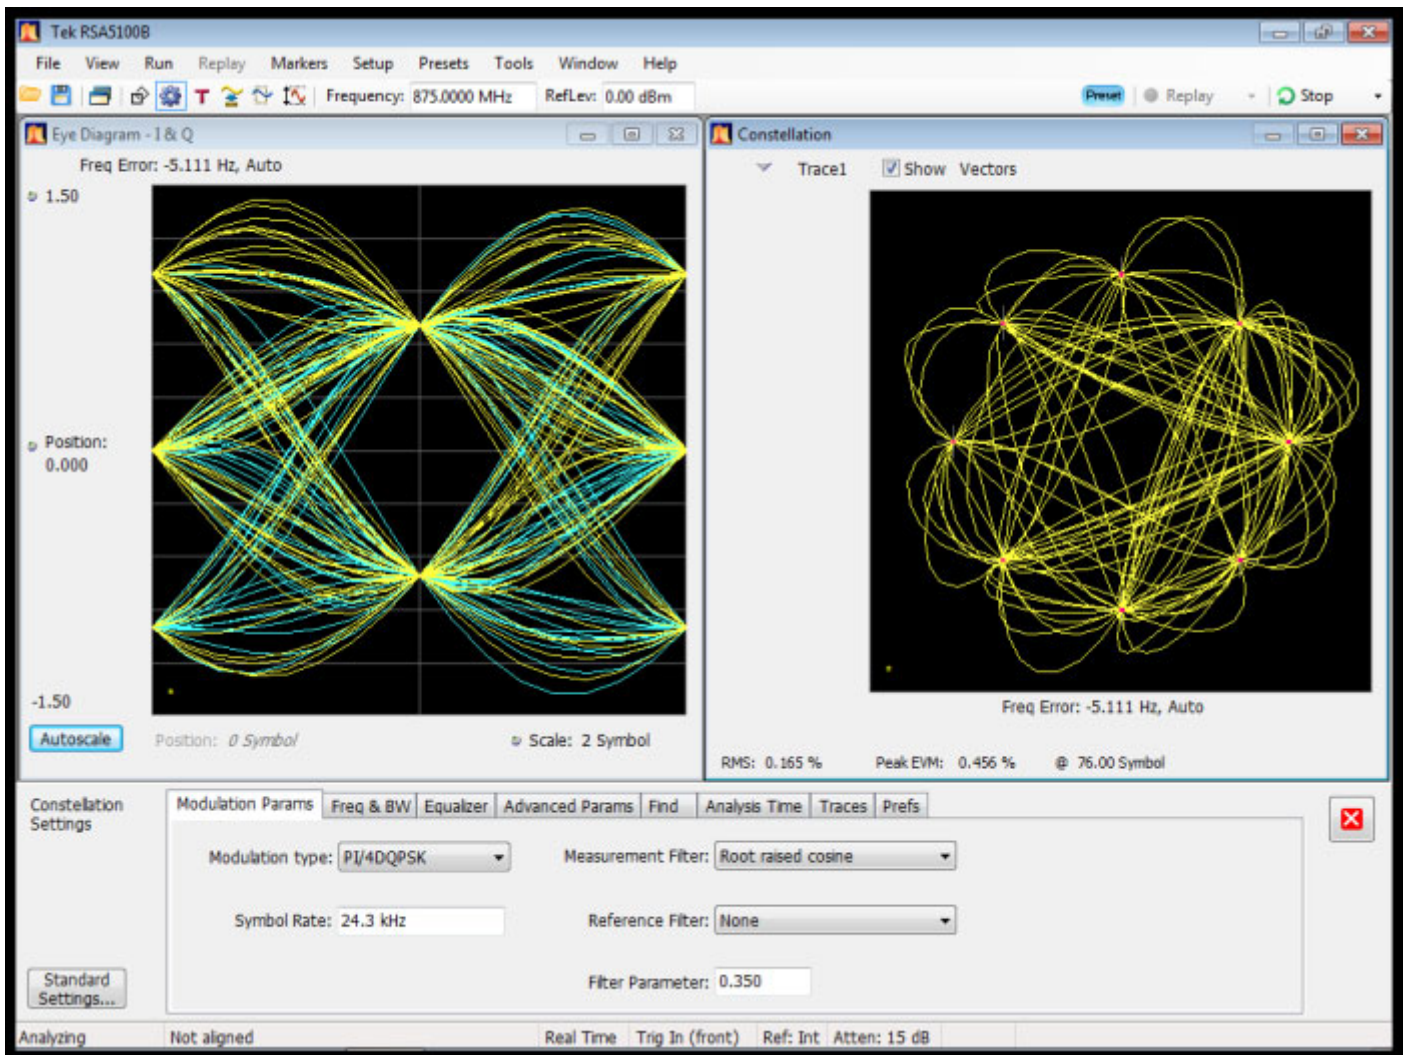 Tek RSA5100B
File View Run Replay Markers Setup Presets Tools Window Help
Frequency: 875.0000 MHz RefLev: 0.00 dBm Preset Replay Stop
Eye Diagram - I & Q
Freq Error: -5.111 Hz, Auto
1.50
Position:
0.000
-1.50
Autoscale Position: 0 Symbol Scale: 2 Symbol
Constellation
Trace1 Show Vectors
Freq Error: -5.111 Hz, Auto
RMS: 0.165 % Peak EVM: 0.456 % @ 76.00 Symbol
Constellation
Settings
Modulation Params Freq & BW Equalizer Advanced Params Find Analysis Time Traces Prefs
Modulation type: PI/4DQPSK Measurement Filter: Root raised cosine
Symbol Rate: 24.3 kHz Reference Filter: None
Filter Parameter: 0.350
Standard
Settings...
Analyzing Not aligned Real Time Trig In (front) Ref: Int Atten: 15 dB